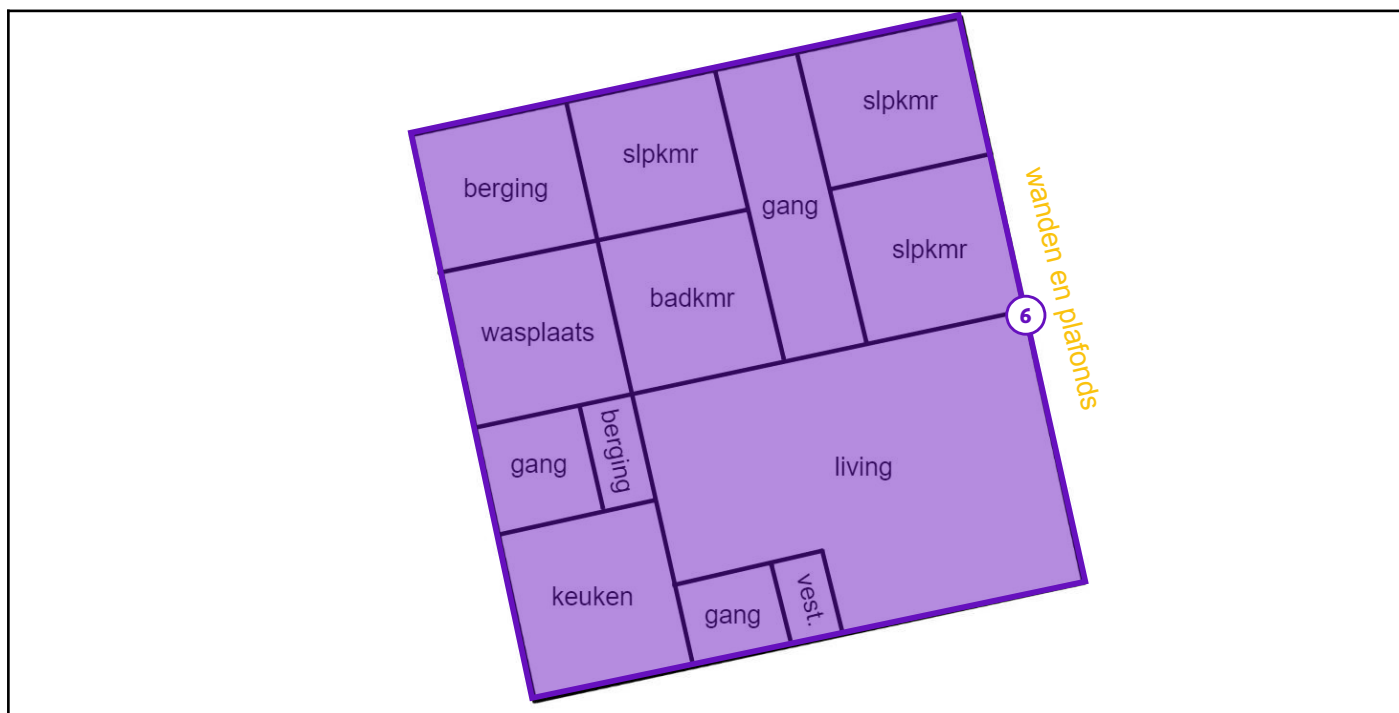 slpkmr
slpkmr
berging
gang
slpkmr
badkmr
wasplaats
wanden en plafonds
6
berging
gang
living
keuken
vest.
gang